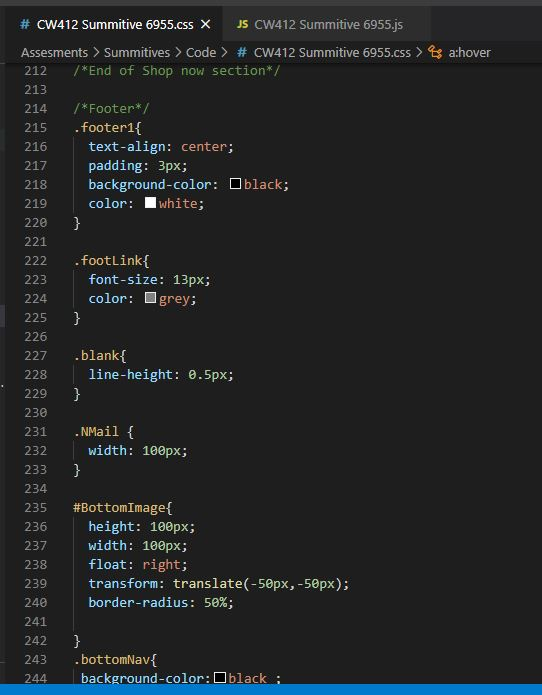 # CW412 Summitive 6955.css × JS CW412 Summitive 6955.js
Assesments > Summitives > Code > # CW412 Summitive 6955.css > a:hover
212 /*End of Shop now section*/
213
214 /*Footer*/
215 .footer1{
216 text-align: center;
217 padding: 3px;
218 background-color: black;
219 color: white;
220 }
221
222 .footLink{
223 font-size: 13px;
224 color: grey;
225 }
226
227 .blank{
228 line-height: 0.5px;
229 }
230
231 .NMail {
232 width: 100px;
233 }
234
235 #BottomImage{
236 height: 100px;
237 width: 100px;
238 float: right;
239 transform: translate(-50px,-50px);
240 border-radius: 50%;
241
242 }
243 .bottomNav{
244 background-color: black ;